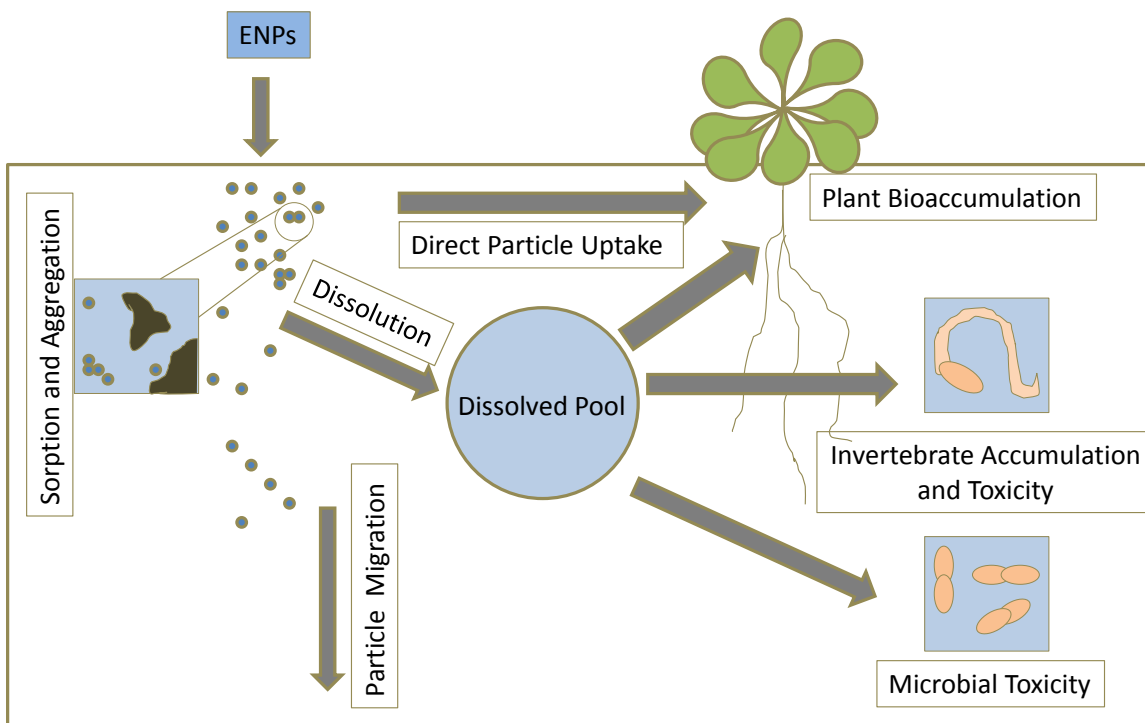 ENPs
Sorption and Aggregation
Direct Particle Uptake
Plant Bioaccumulation
Dissolution
Dissolved Pool
Invertebrate Accumulation
and Toxicity
Particle Migration
Microbial Toxicity